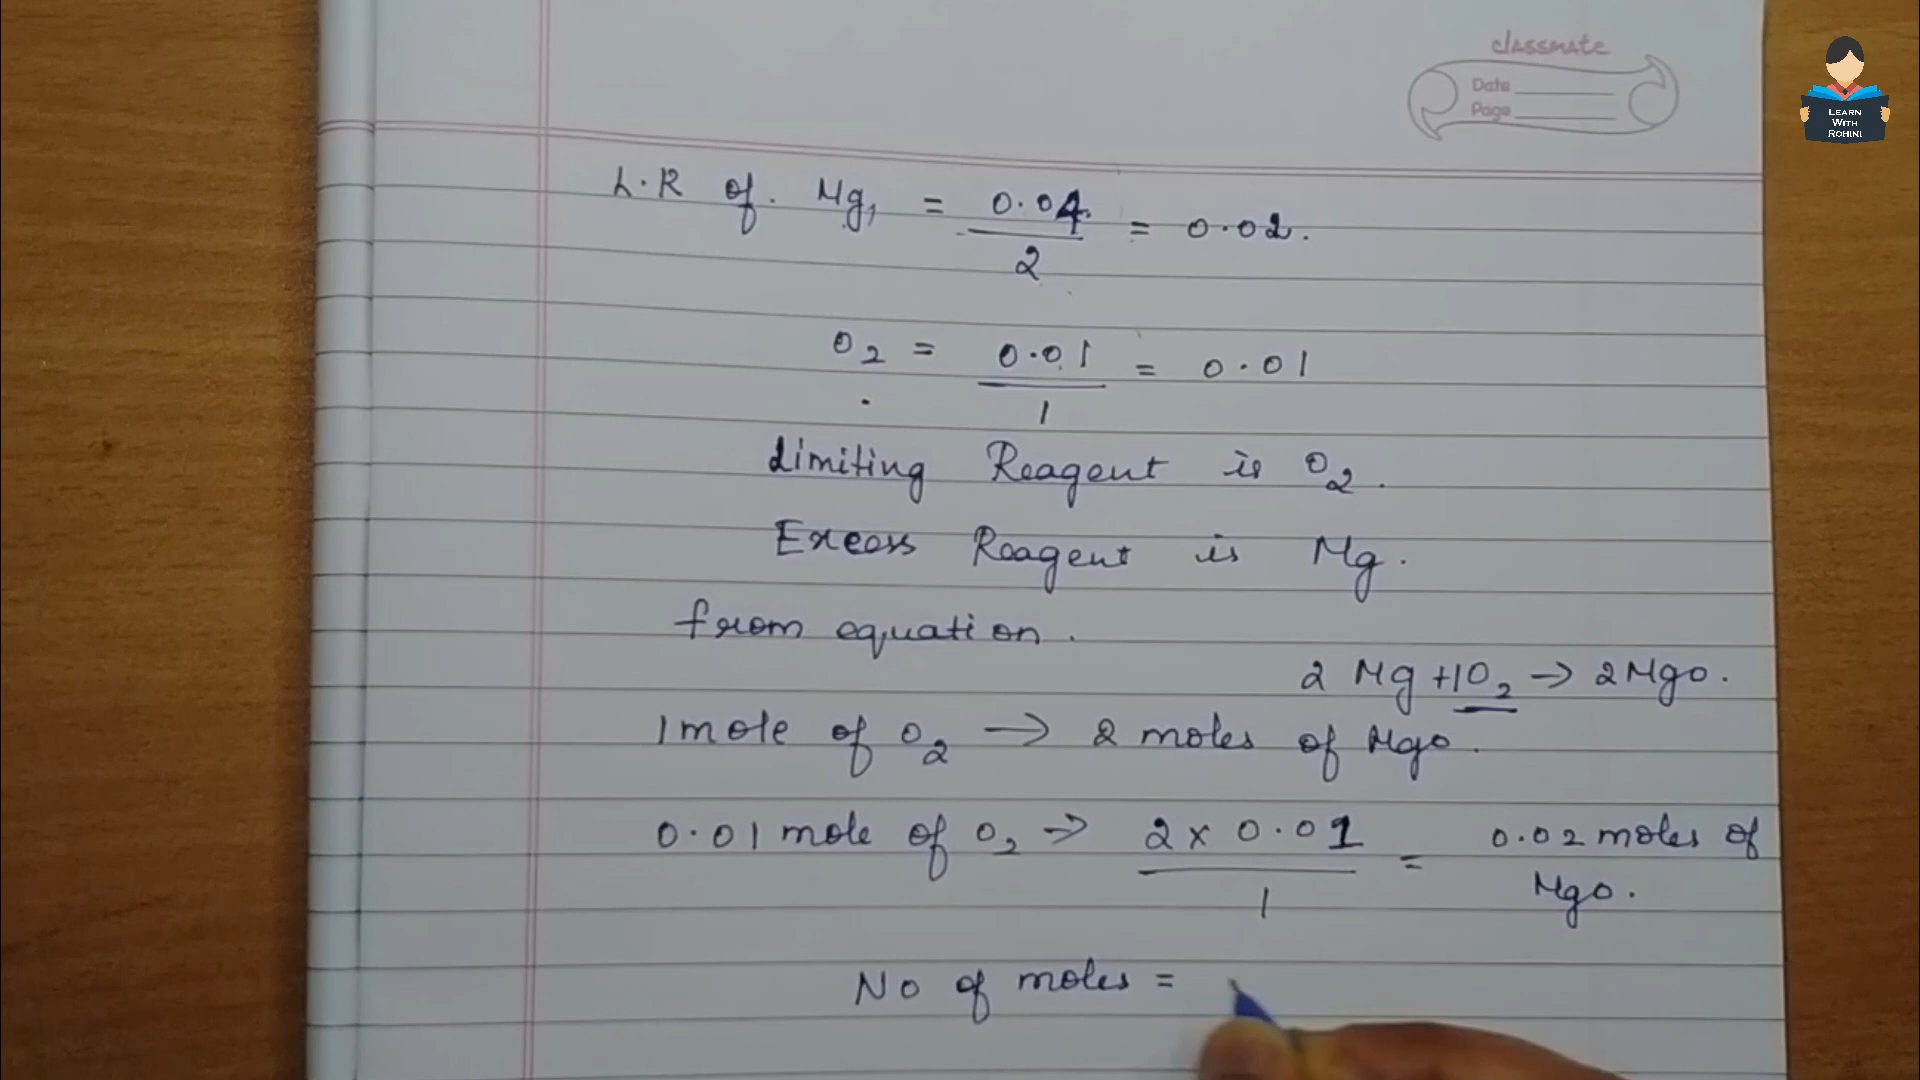 classmate
Date
Page
LEARN
WITH
ROHINI
L.R of. Mg, = 0.04 / 2 = 0.02.
O2 = 0.01 / 1 = 0.01
Limiting Reagent is O2.
Excess Reagent is Mg.
from equation.
2 Mg + 1O2 → 2MgO.
1 mole of O2 → 2 moles of MgO.
0.01 mole of O2 → 2 x 0.01 / 1 = 0.02 moles of
MgO.
No of moles =